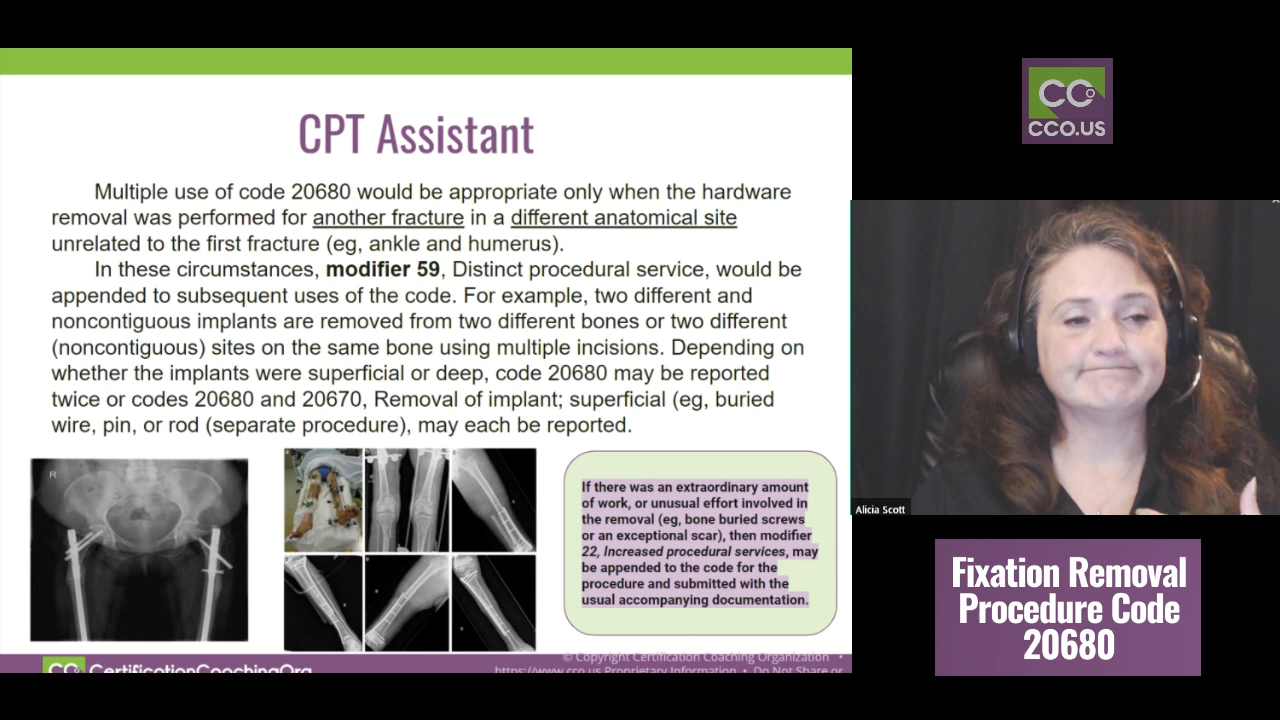 CPT Assistant
Multiple use of code 20680 would be appropriate only when the hardware
removal was performed for another fracture in a different anatomical site
unrelated to the first fracture (eg, ankle and humerus).
In these circumstances, modifier 59, Distinct procedural service, would be
appended to subsequent uses of the code. For example, two different and
noncontiguous implants are removed from two different bones or two different
(noncontiguous) sites on the same bone using multiple incisions. Depending on
whether the implants were superficial or deep, code 20680 may be reported
twice or codes 20680 and 20670, Removal of implant; superficial (eg, buried
wire, pin, or rod (separate procedure), may each be reported.
R
If there was an extraordinary amount
of work, or unusual effort involved in
the removal (eg, bone buried screws
or an exceptional scar), then modifier
22, Increased procedural services, may
be appended to the code for the
procedure and submitted with the
usual accompanying documentation.
CCO CertificationCoachingOrg
© Copyright Certification Coaching Organization •
https://www.cco.us Proprietary Information • Do Not Share or
CCO
CCO.US
Alicia Scott
Fixation Removal
Procedure Code
20680